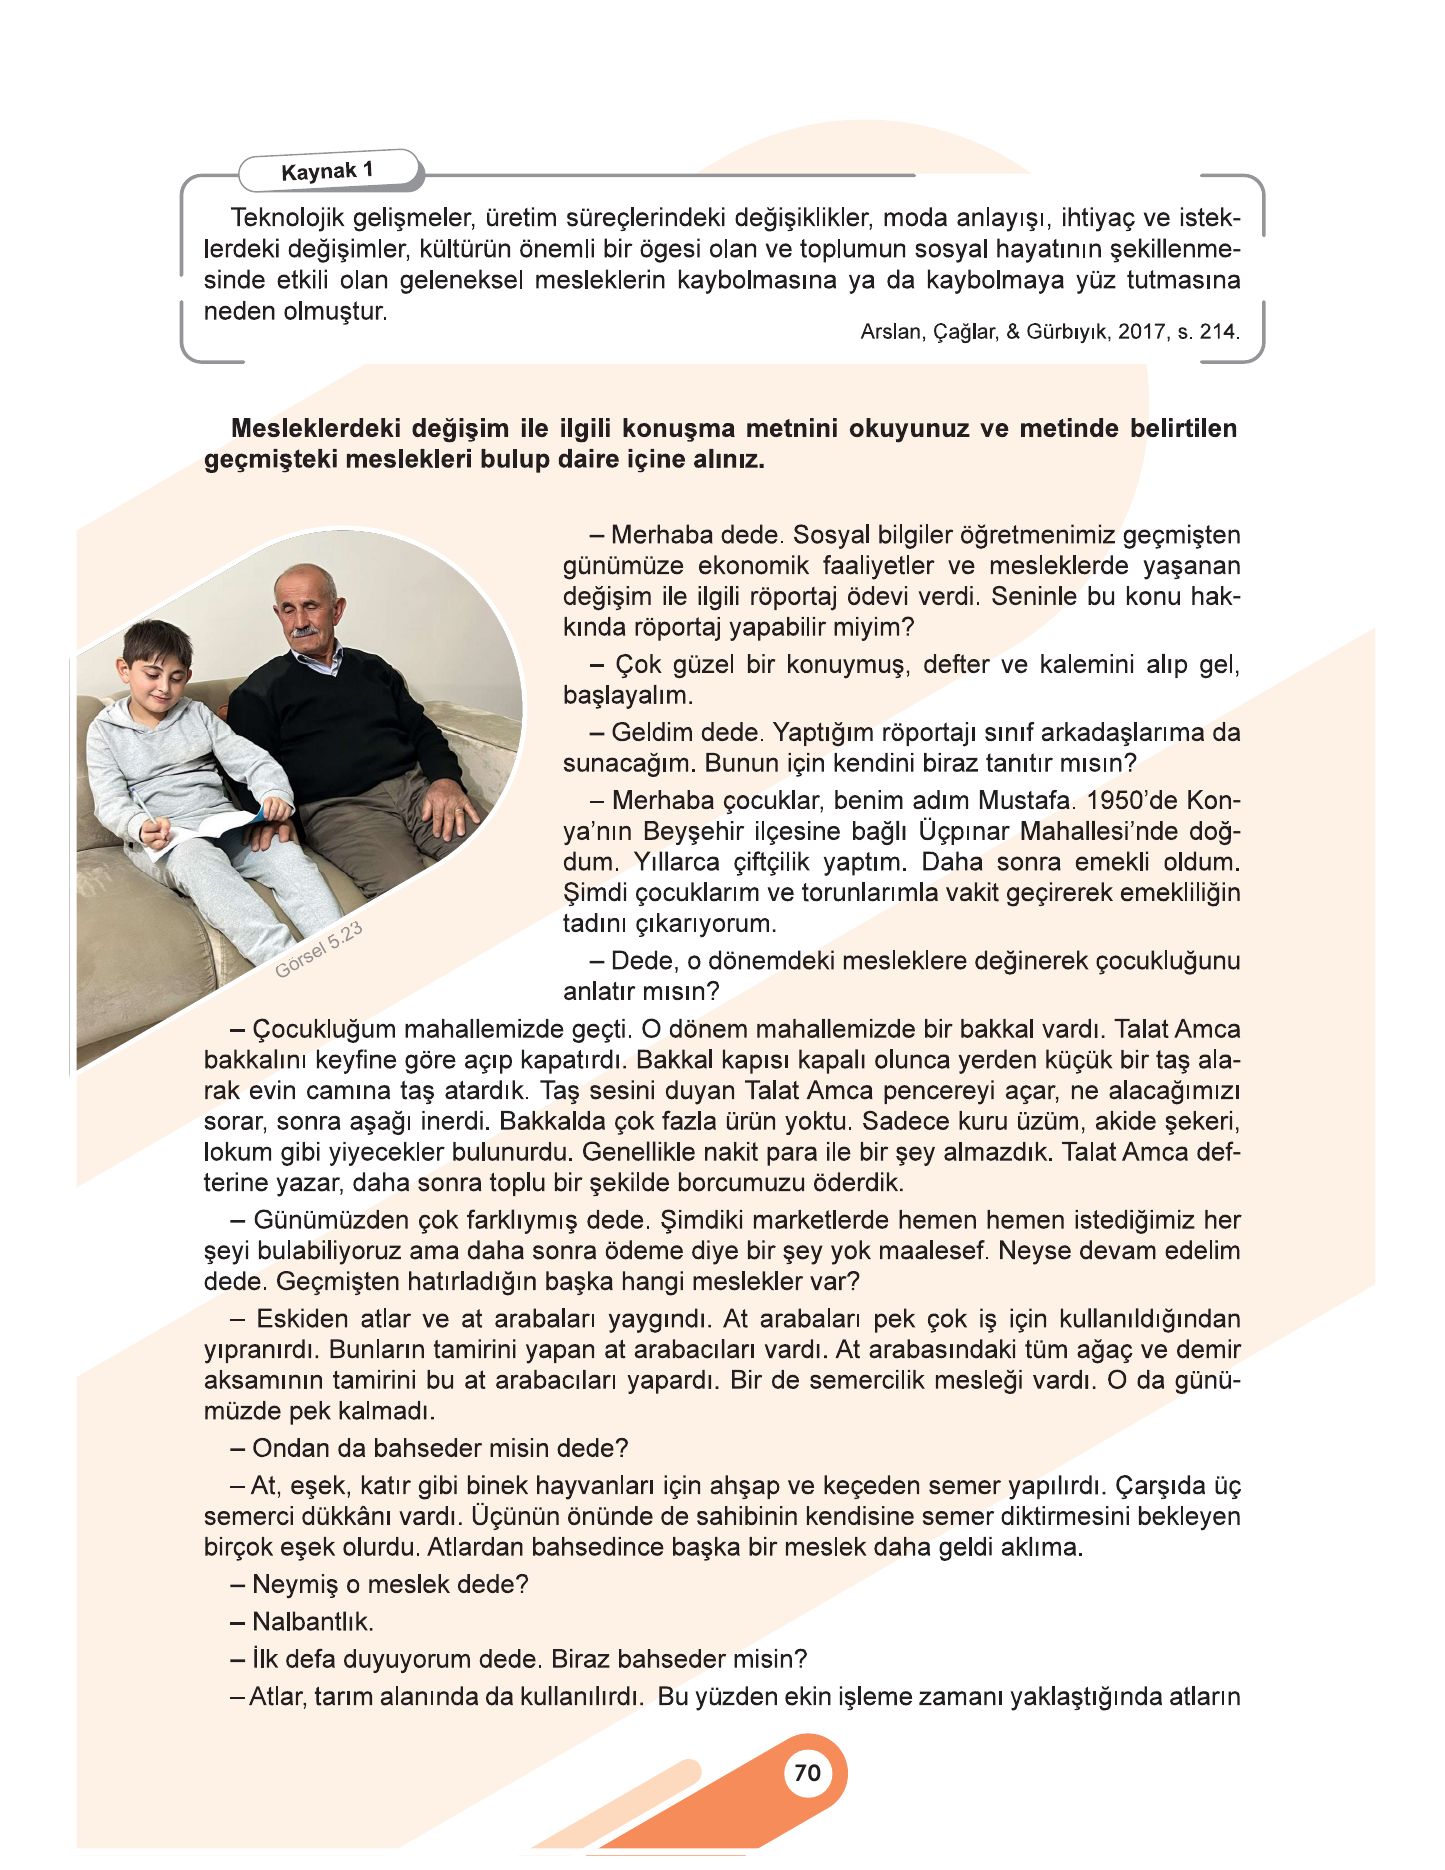 Kaynak 1
Teknolojik gelişmeler, üretim süreçlerindeki değişiklikler, moda anlayışı, ihtiyaç ve istek-
lerdeki değişimler, kültürün önemli bir ögesi olan ve toplumun sosyal hayatının şekillenme-
sinde etkili olan geleneksel mesleklerin kaybolmasına ya da kaybolmaya yüz tutmasına
neden olmuştur.
Arslan, Çağlar, & Gürbıyık, 2017, s. 214.
Mesleklerdeki değişim ile ilgili konuşma metnini okuyunuz ve metinde belirtilen
geçmişteki meslekleri bulup daire içine alınız.
– Merhaba dede. Sosyal bilgiler öğretmenimiz geçmişten
günümüze ekonomik faaliyetler ve mesleklerde yaşanan
değişim ile ilgili röportaj ödevi verdi. Seninle bu konu hak-
kında röportaj yapabilir miyim?
– Çok güzel bir konuymuş, defter ve kalemini alıp gel,
başlayalım.
– Geldim dede. Yaptığım röportajı sınıf arkadaşlarıma da
sunacağım. Bunun için kendini biraz tanıtır mısın?
– Merhaba çocuklar, benim adım Mustafa. 1950’de Kon-
ya’nın Beyşehir ilçesine bağlı Üçpınar Mahallesi’nde doğ-
dum. Yıllarca çiftçilik yaptım. Daha sonra emekli oldum.
Şimdi çocuklarım ve torunlarımla vakit geçirerek emekliliğin
tadını çıkarıyorum.
– Dede, o dönemdeki mesleklere değinerek çocukluğunu
anlatır mısın?
Görsel 5.23
– Çocukluğum mahallemizde geçti. O dönem mahallemizde bir bakkal vardı. Talat Amca
bakkalını keyfine göre açıp kapatırdı. Bakkal kapısı kapalı olunca yerden küçük bir taş ala-
rak evin camına taş atardık. Taş sesini duyan Talat Amca pencereyi açar, ne alacağımızı
sorar, sonra aşağı inerdi. Bakkalda çok fazla ürün yoktu. Sadece kuru üzüm, akide şekeri,
lokum gibi yiyecekler bulunurdu. Genellikle nakit para ile bir şey almazdık. Talat Amca def-
terine yazar, daha sonra toplu bir şekilde borcumuzu öderdik.
– Günümüzden çok farklıymış dede. Şimdiki marketlerde hemen hemen istediğimiz her
şeyi bulabiliyoruz ama daha sonra ödeme diye bir şey yok maalesef. Neyse devam edelim
dede. Geçmişten hatırladığın başka hangi meslekler var?
– Eskiden atlar ve at arabaları yaygındı. At arabaları pek çok iş için kullanıldığından
yıpranırdı. Bunların tamirini yapan at arabacıları vardı. At arabasındaki tüm ağaç ve demir
aksamının tamirini bu at arabacıları yapardı. Bir de semercilik mesleği vardı. O da günü-
müzde pek kalmadı.
– Ondan da bahseder misin dede?
– At, eşek, katır gibi binek hayvanları için ahşap ve keçeden semer yapılırdı. Çarşıda üç
semerci dükkânı vardı. Üçünün önünde de sahibinin kendisine semer diktirmesini bekleyen
birçok eşek olurdu. Atlardan bahsedince başka bir meslek daha geldi aklıma.
– Neymiş o meslek dede?
– Nalbantlık.
– İlk defa duyuyorum dede. Biraz bahseder misin?
– Atlar, tarım alanında da kullanılırdı. Bu yüzden ekin işleme zamanı yaklaştığında atların
70